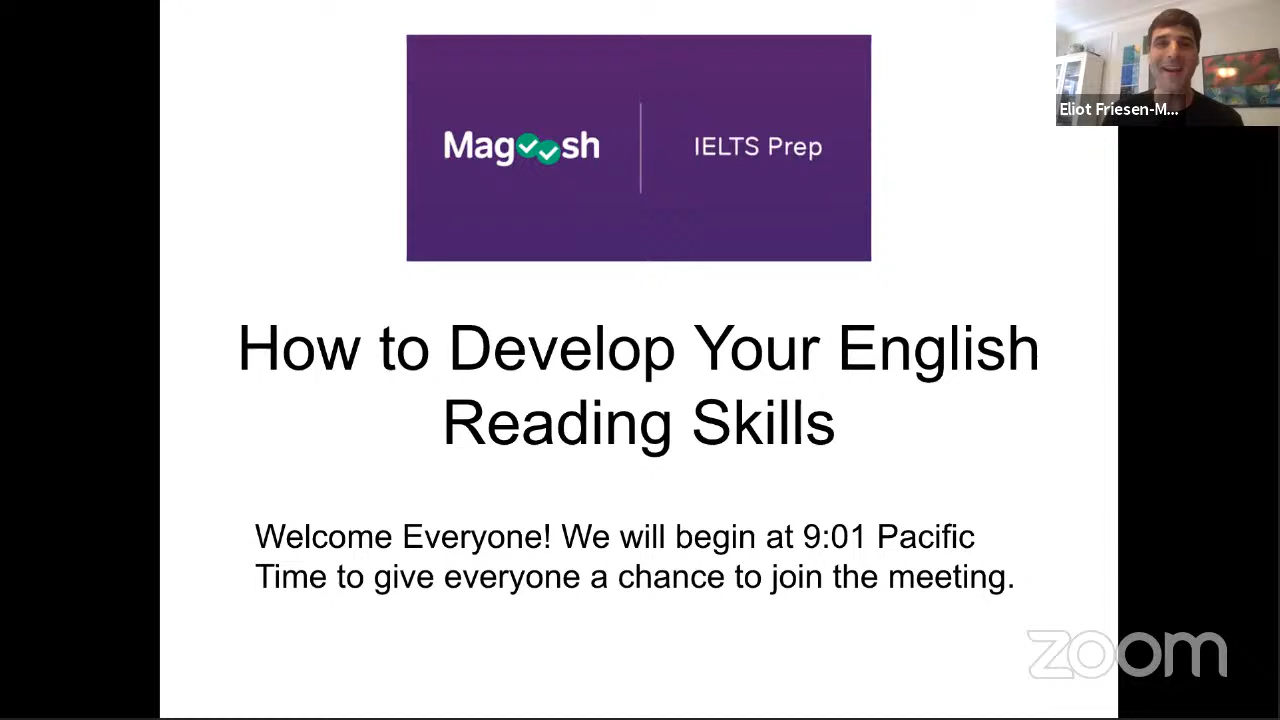 Magoosh
IELTS Prep
Eliot Friesen-M...
How to Develop Your English
Reading Skills
Welcome Everyone! We will begin at 9:01 Pacific
Time to give everyone a chance to join the meeting.
zoom